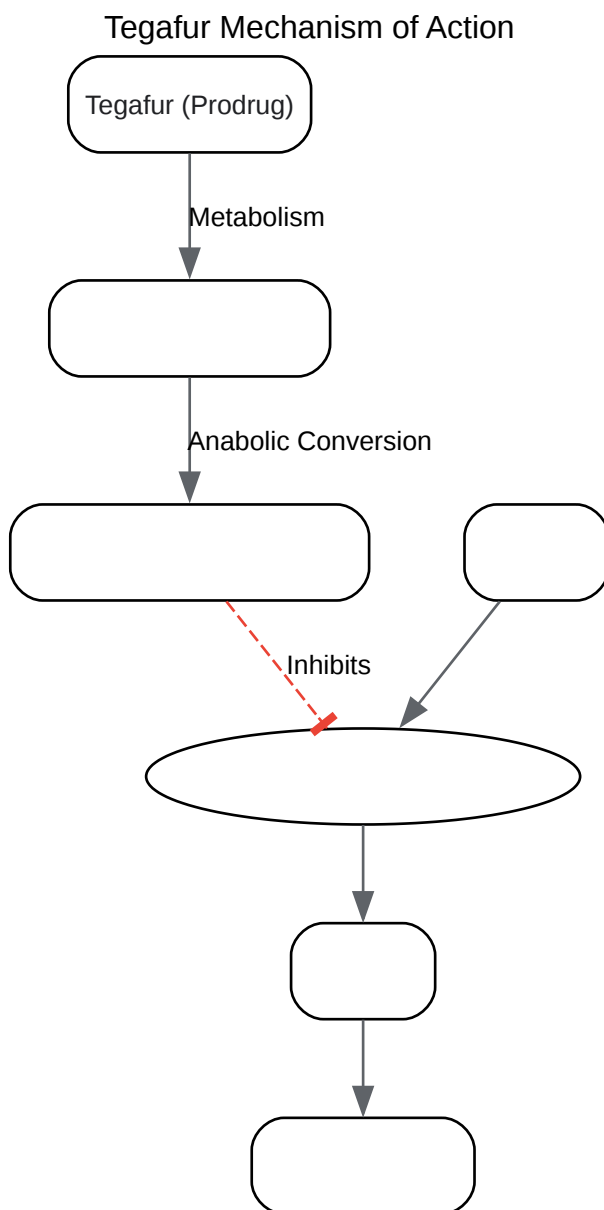 Tegafur Mechanism of Action
Tegafur (Prodrug)
Metabolism
Anabolic Conversion
Inhibits